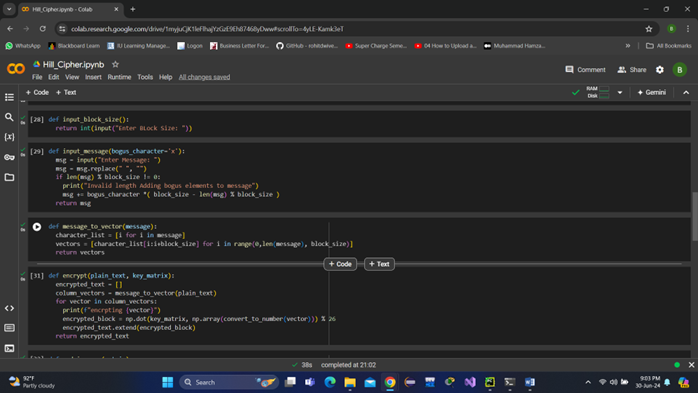 Hill_Cipher.ipynb - Colab
colab.research.google.com/drive/1myjuCjK1IeFlhajYzGzE9Eh87468yDww#scrollTo=4yLE-Kamk3eT
WhatsApp Blackboard Learn IU Learning Manage... Logon Business Letter For... GitHub - rohitdwive... Super Charge Seme... 04 How to Upload a... Muhammad Hamza... All Bookmarks
Hill_Cipher.ipynb
File Edit View Insert Runtime Tools Help All changes saved
Comment Share B
+ Code + Text
RAM
Disk
Gemini
[28] def input_block_size():
return int(input("Enter BLock Size: "))
[29] def input_message(bogus_character='x'):
msg = input("Enter Message: ")
msg = msg.replace(" ", "")
if len(msg) % block_size != 0:
print("Invalid length Adding bogus elements to message")
msg += bogus_character *( block_size - len(msg) % block_size )
return msg
def message_to_vector(message):
character_list = [i for i in message]
vectors = [character_list[i:i+block_size] for i in range(0,len(message), block_size)]
return vectors
+ Code + Text
[31] def encrypt(plain_text, key_matrix):
encrypted_text = []
column_vectors = message_to_vector(plain_text)
for vector in column_vectors:
print(f"encrpting {vector}")
encrypted_block = np.dot(key_matrix, np.array(convert_to_number(vector))) % 26
encrypted_text.extend(encrypted_block)
return encrypted_text
38s completed at 21:02
92°F
Partly cloudy
Search
9:03 PM
30-Jun-24